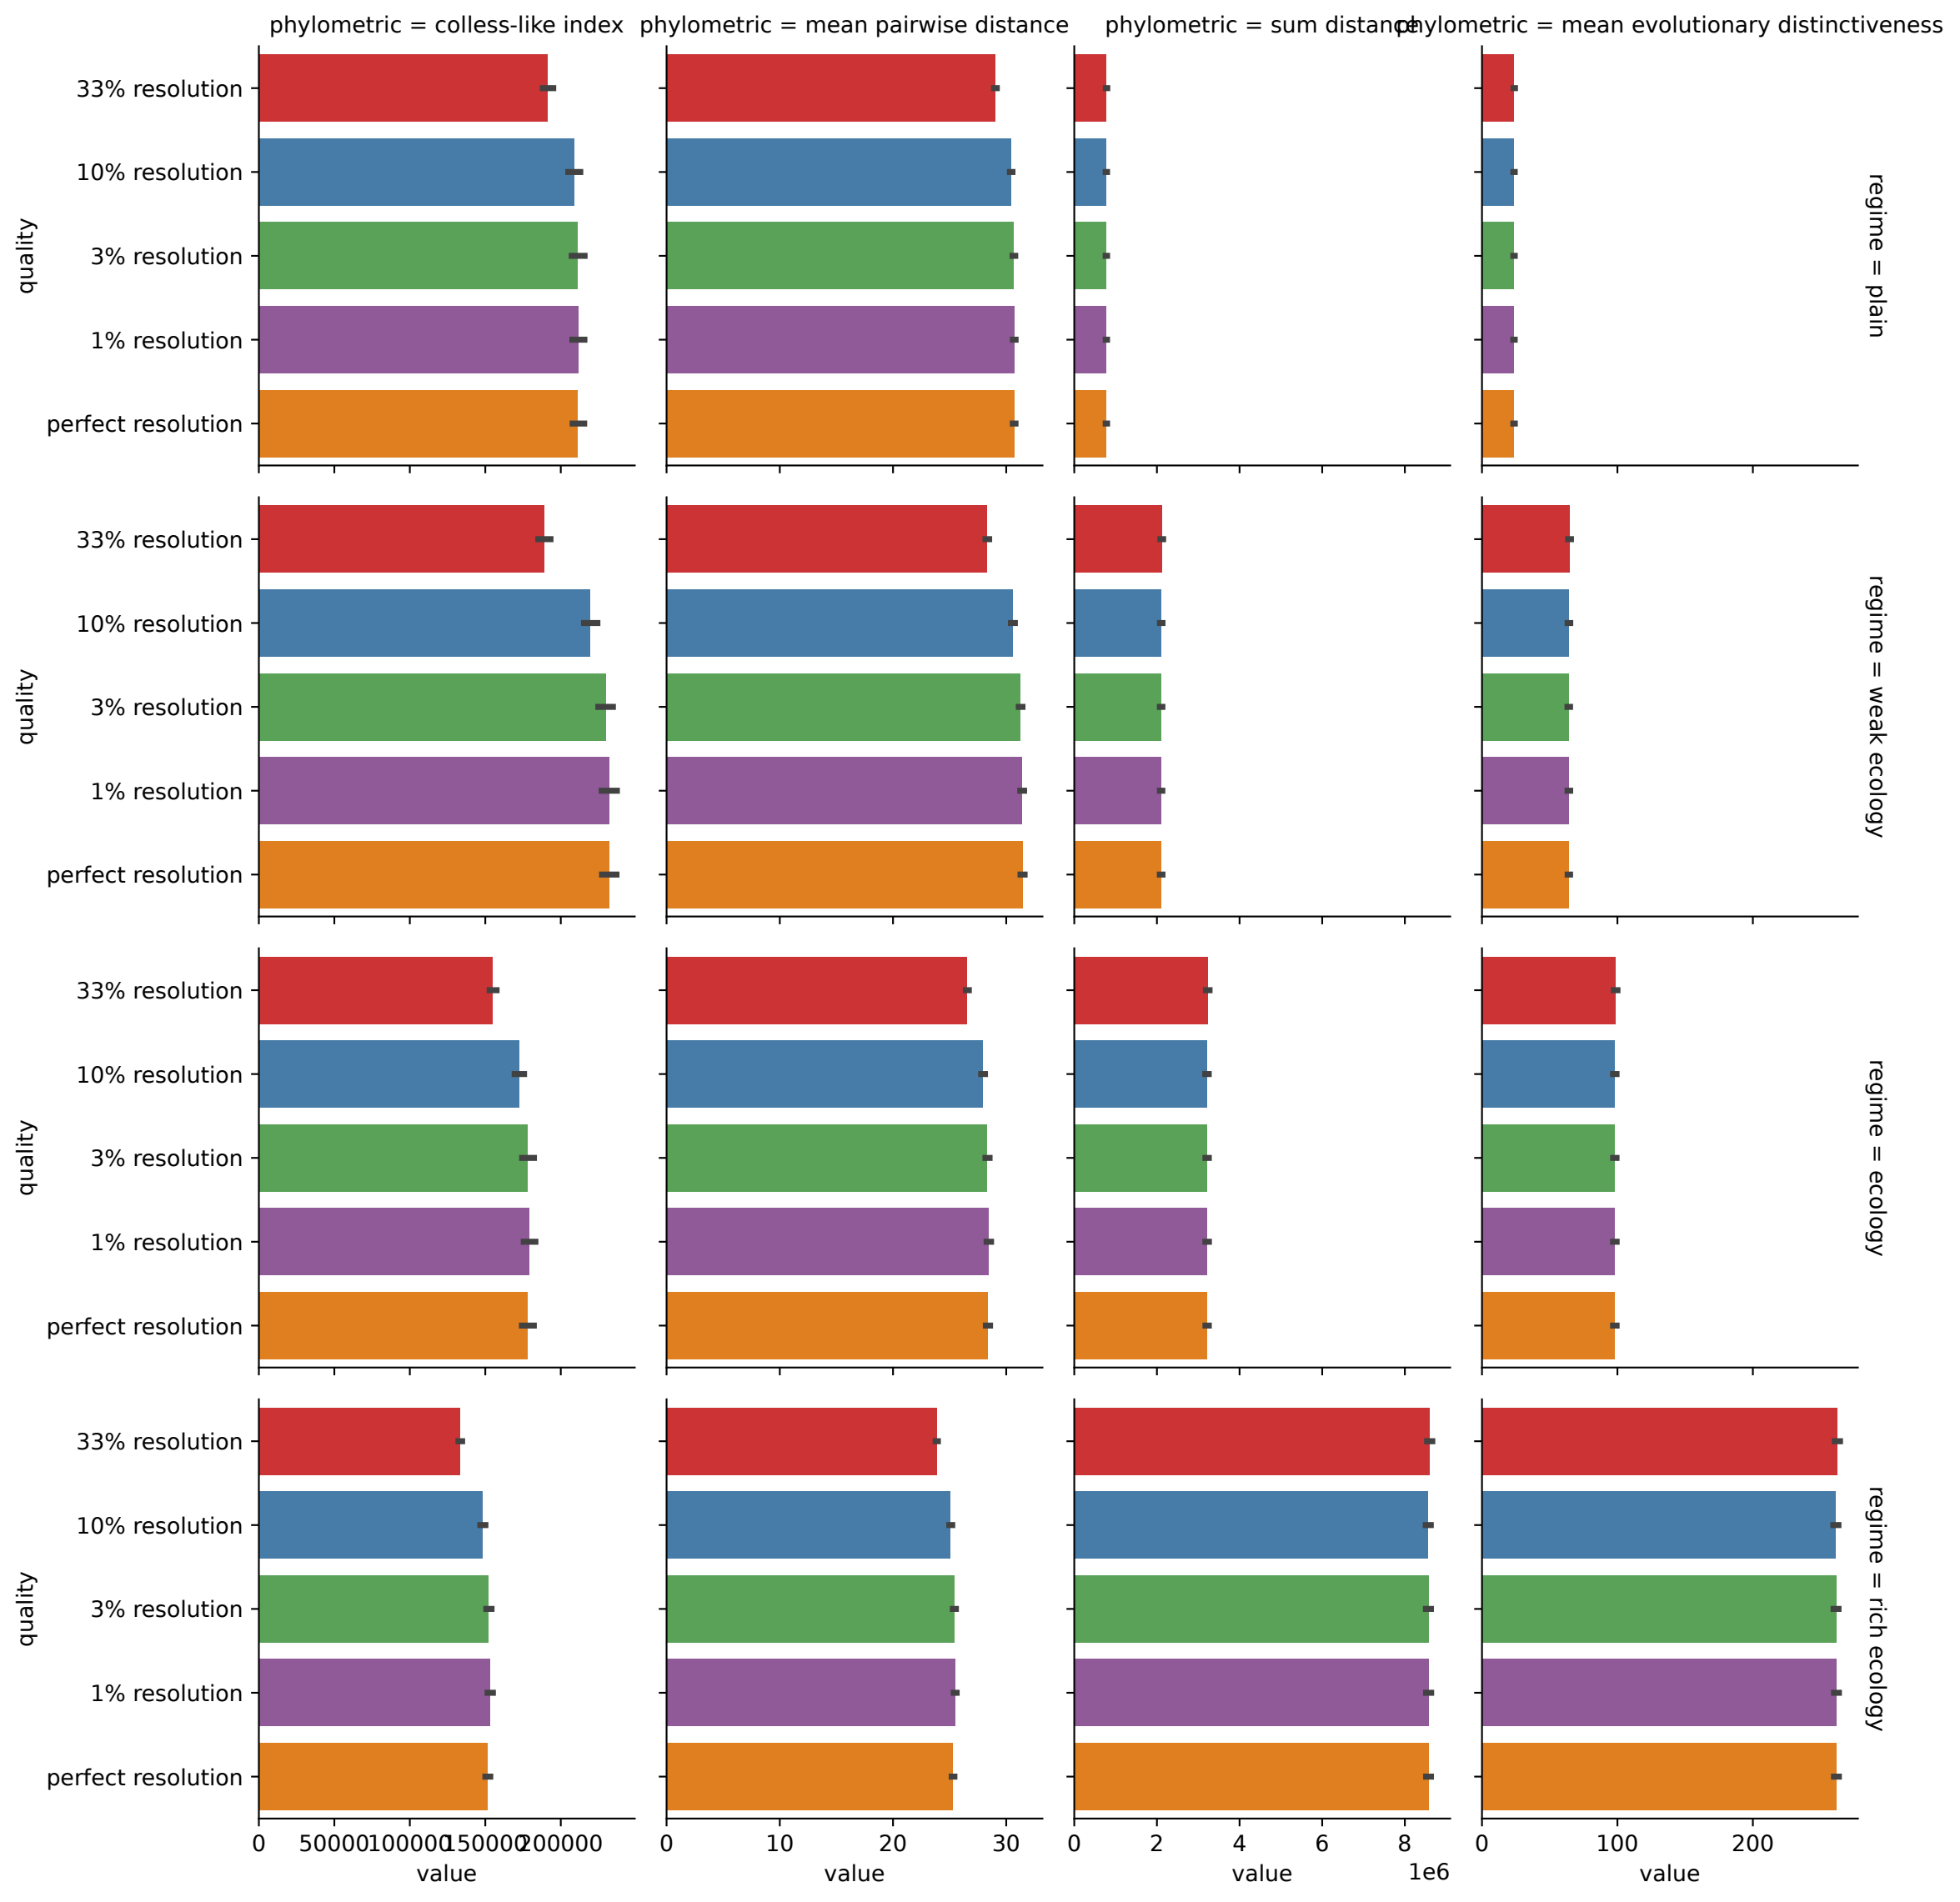 phylometric = colless-like index
phylometric = mean pairwise distance
phylometric = sum distance
phylometric = mean evolutionary distinctiveness
quality
33% resolution
10% resolution
3% resolution
1% resolution
perfect resolution
regime = plain
quality
33% resolution
10% resolution
3% resolution
1% resolution
perfect resolution
regime = weak ecology
quality
33% resolution
10% resolution
3% resolution
1% resolution
perfect resolution
regime = ecology
quality
33% resolution
10% resolution
3% resolution
1% resolution
perfect resolution
regime = rich ecology
0 50000 100000 150000 200000
value
0 10 20 30
value
0 2 4 6 8
1e6
value
0 100 200
value